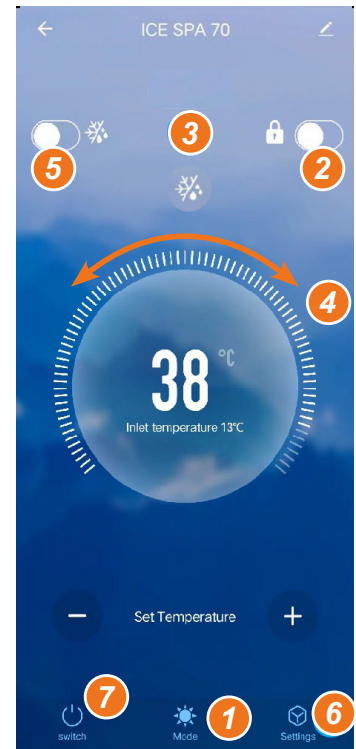 ICE SPA 70
3
5
2
4
38 °C
Inlet temperature 13℃
Set Temperature
7
1
6
switch
Mode
Settings